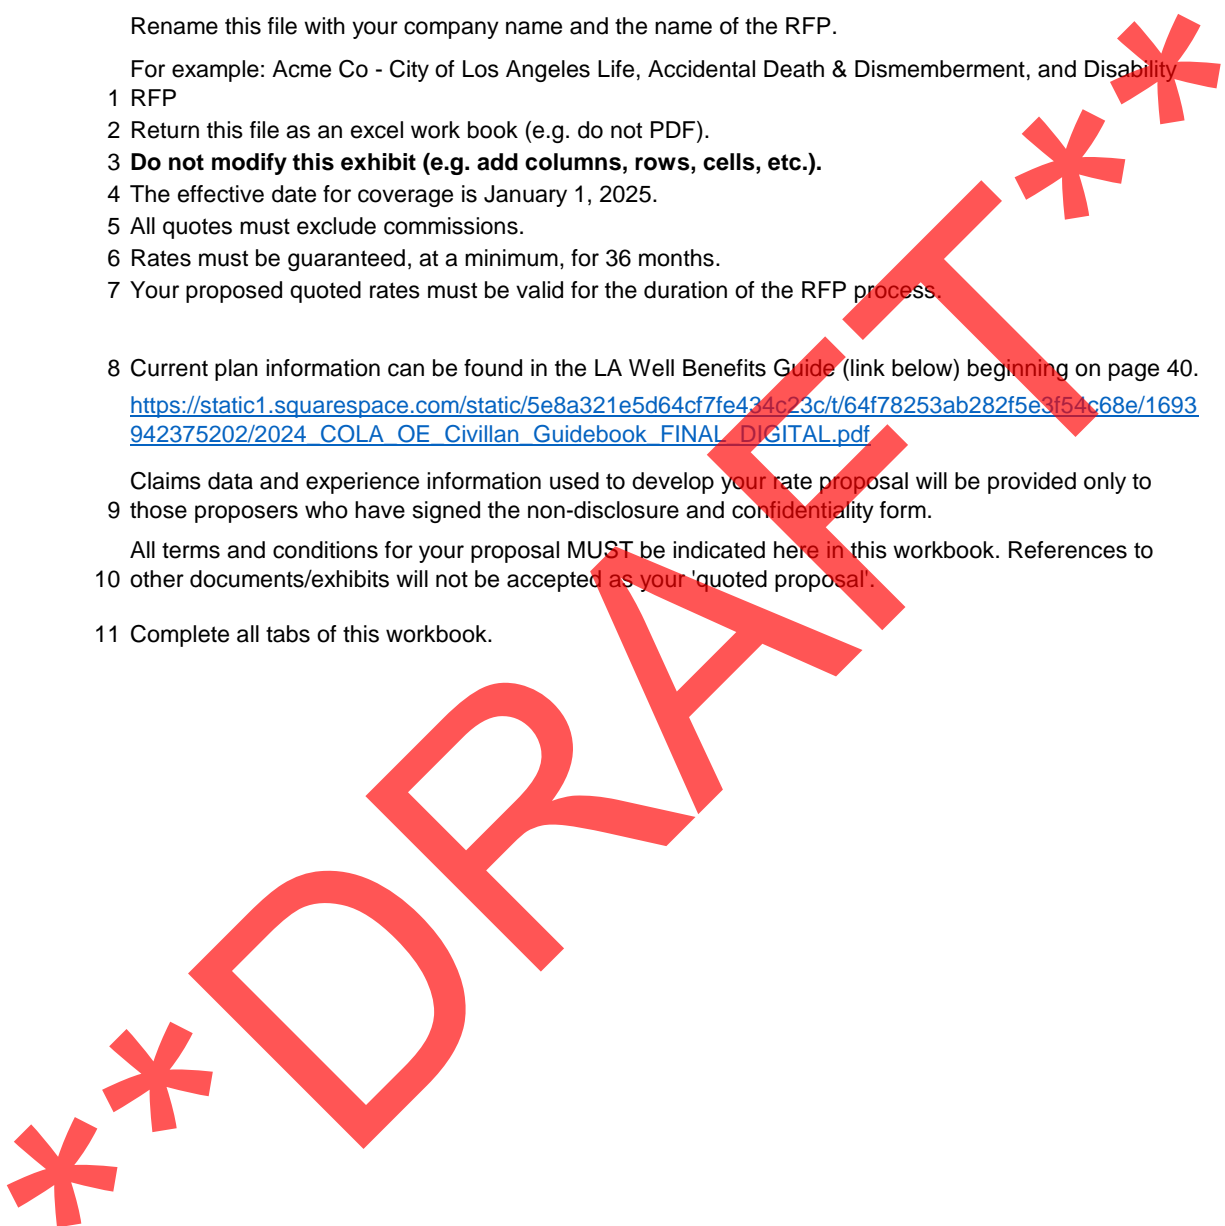 Rename this file with your company name and the name of the RFP.
For example: Acme Co - City of Los Angeles Life, Accidental Death & Dismemberment, and Disability
1 RFP
2 Return this file as an excel work book (e.g. do not PDF).
3 Do not modify this exhibit (e.g. add columns, rows, cells, etc.).
4 The effective date for coverage is January 1, 2025.
5 All quotes must exclude commissions.
6 Rates must be guaranteed, at a minimum, for 36 months.
7 Your proposed quoted rates must be valid for the duration of the RFP process.
8 Current plan information can be found in the LA Well Benefits Guide (link below) beginning on page 40.
https://static1.squarespace.com/static/5e8a321e5d64cf7fe434c23c/t/64f78253ab282f5e3f54c68e/1693
942375202/2024_COLA_OE_Civillan_Guidebook_FINAL_DIGITAL.pdf
Claims data and experience information used to develop your rate proposal will be provided only to
9 those proposers who have signed the non-disclosure and confidentiality form.
All terms and conditions for your proposal MUST be indicated here in this workbook. References to
10 other documents/exhibits will not be accepted as your 'quoted proposal'.
11 Complete all tabs of this workbook.
**DRAFT**